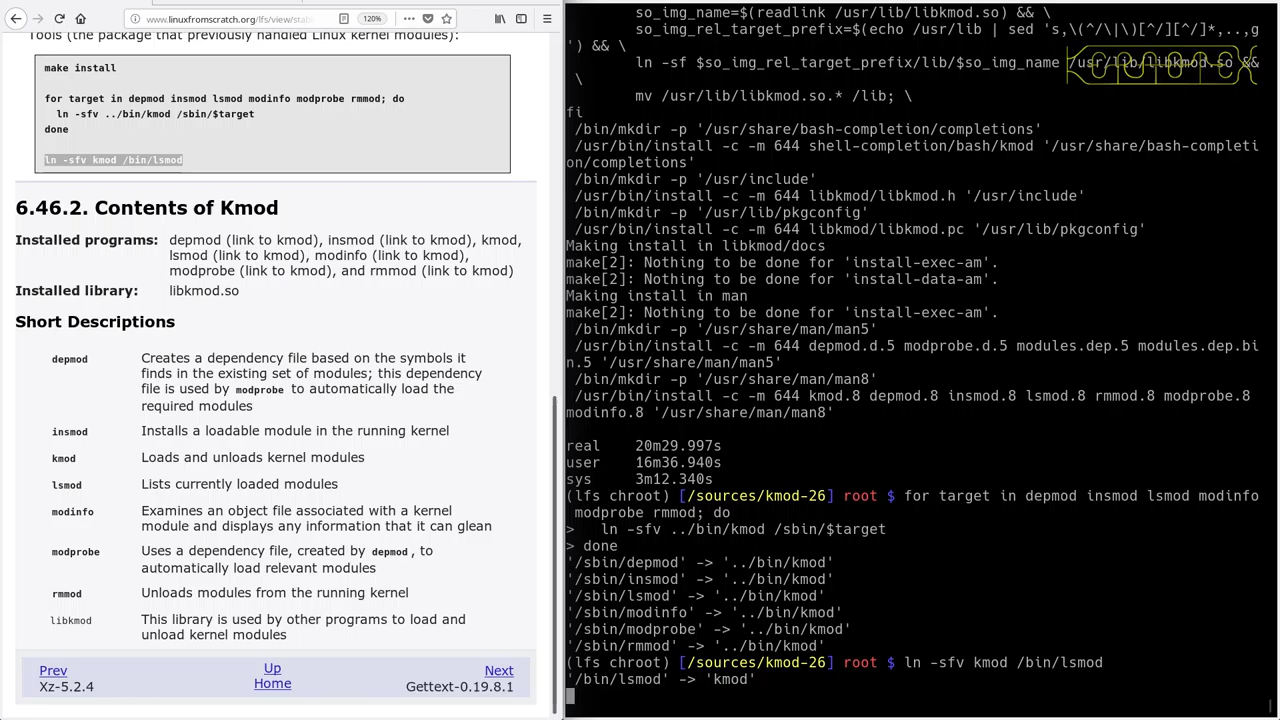 www.linuxfromscratch.org/lfs/view/stab
120%
Tools (the package that previously handled Linux kernel modules):
make install
for target in depmod insmod lsmod modinfo modprobe rmmod; do
ln -sfv ../bin/kmod /sbin/$target
done
ln -sfv kmod /bin/lsmod
6.46.2. Contents of Kmod
Installed programs: depmod (link to kmod), insmod (link to kmod), kmod,
lsmod (link to kmod), modinfo (link to kmod),
modprobe (link to kmod), and rmmod (link to kmod)
Installed library: libkmod.so
Short Descriptions
depmod Creates a dependency file based on the symbols it
finds in the existing set of modules; this dependency
file is used by modprobe to automatically load the
required modules
insmod Installs a loadable module in the running kernel
kmod Loads and unloads kernel modules
lsmod Lists currently loaded modules
modinfo Examines an object file associated with a kernel
module and displays any information that it can glean
modprobe Uses a dependency file, created by depmod, to
automatically load relevant modules
rmmod Unloads modules from the running kernel
libkmod This library is used by other programs to load and
unload kernel modules
Prev Up Next
Xz-5.2.4 Home Gettext-0.19.8.1
so_img_name=$(readlink /usr/lib/libkmod.so) && \
so_img_rel_target_prefix=$(echo /usr/lib | sed 's,\(^/\|\)[^/][^/]*,..,g
') && \
ln -sf $so_img_rel_target_prefix/lib/$so_img_name /usr/lib/libkmod.so &&
\
mv /usr/lib/libkmod.so.* /lib; \
fi
/bin/mkdir -p '/usr/share/bash-completion/completions'
/usr/bin/install -c -m 644 shell-completion/bash/kmod '/usr/share/bash-completi
on/completions'
/bin/mkdir -p '/usr/include'
/usr/bin/install -c -m 644 libkmod/libkmod.h '/usr/include'
/bin/mkdir -p '/usr/lib/pkgconfig'
/usr/bin/install -c -m 644 libkmod/libkmod.pc '/usr/lib/pkgconfig'
Making install in libkmod/docs
make[2]: Nothing to be done for 'install-exec-am'.
make[2]: Nothing to be done for 'install-data-am'.
Making install in man
make[2]: Nothing to be done for 'install-exec-am'.
/bin/mkdir -p '/usr/share/man/man5'
/usr/bin/install -c -m 644 depmod.d.5 modprobe.d.5 modules.dep.5 modules.dep.bi
n.5 '/usr/share/man/man5'
/bin/mkdir -p '/usr/share/man/man8'
/usr/bin/install -c -m 644 kmod.8 depmod.8 insmod.8 lsmod.8 rmmod.8 modprobe.8
modinfo.8 '/usr/share/man/man8'
real 20m29.997s
user 16m36.940s
sys 3m12.340s
(lfs chroot) [/sources/kmod-26] root $ for target in depmod insmod lsmod modinfo
modprobe rmmod; do
> ln -sfv ../bin/kmod /sbin/$target
> done
'/sbin/depmod' -> '../bin/kmod'
'/sbin/insmod' -> '../bin/kmod'
'/sbin/lsmod' -> '../bin/kmod'
'/sbin/modinfo' -> '../bin/kmod'
'/sbin/modprobe' -> '../bin/kmod'
'/sbin/rmmod' -> '../bin/kmod'
(lfs chroot) [/sources/kmod-26] root $ ln -sfv kmod /bin/lsmod
'/bin/lsmod' -> 'kmod'